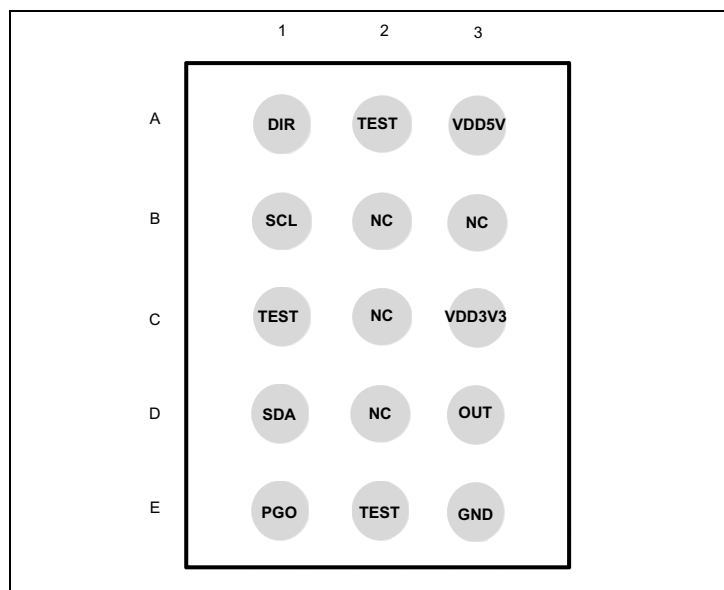 1 2 3
A DIR TEST VDD5V
B SCL NC NC
C TEST NC VDD3V3
D SDA NC OUT
E PGO TEST GND